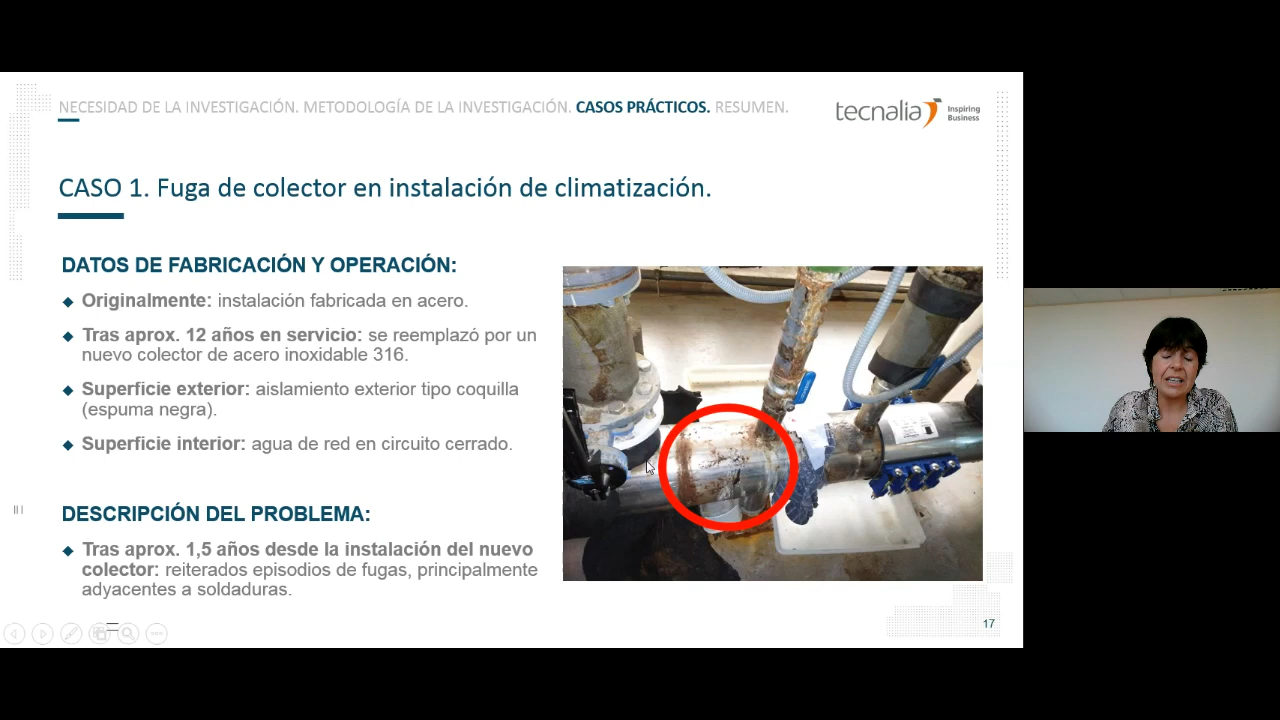 NECESIDAD DE LA INVESTIGACIÓN. METODOLOGÍA DE LA INVESTIGACIÓN. CASOS PRÁCTICOS. RESUMEN.
tecnalia Inspiring
Business
CASO 1. Fuga de colector en instalación de climatización.
DATOS DE FABRICACIÓN Y OPERACIÓN:
Originalmente: instalación fabricada en acero.
Tras aprox. 12 años en servicio: se reemplazó por un
nuevo colector de acero inoxidable 316.
Superficie exterior: aislamiento exterior tipo coquilla
(espuma negra).
Superficie interior: agua de red en circuito cerrado.
DESCRIPCIÓN DEL PROBLEMA:
Tras aprox. 1,5 años desde la instalación del nuevo
colector: reiterados episodios de fugas, principalmente
adyacentes a soldaduras.
17